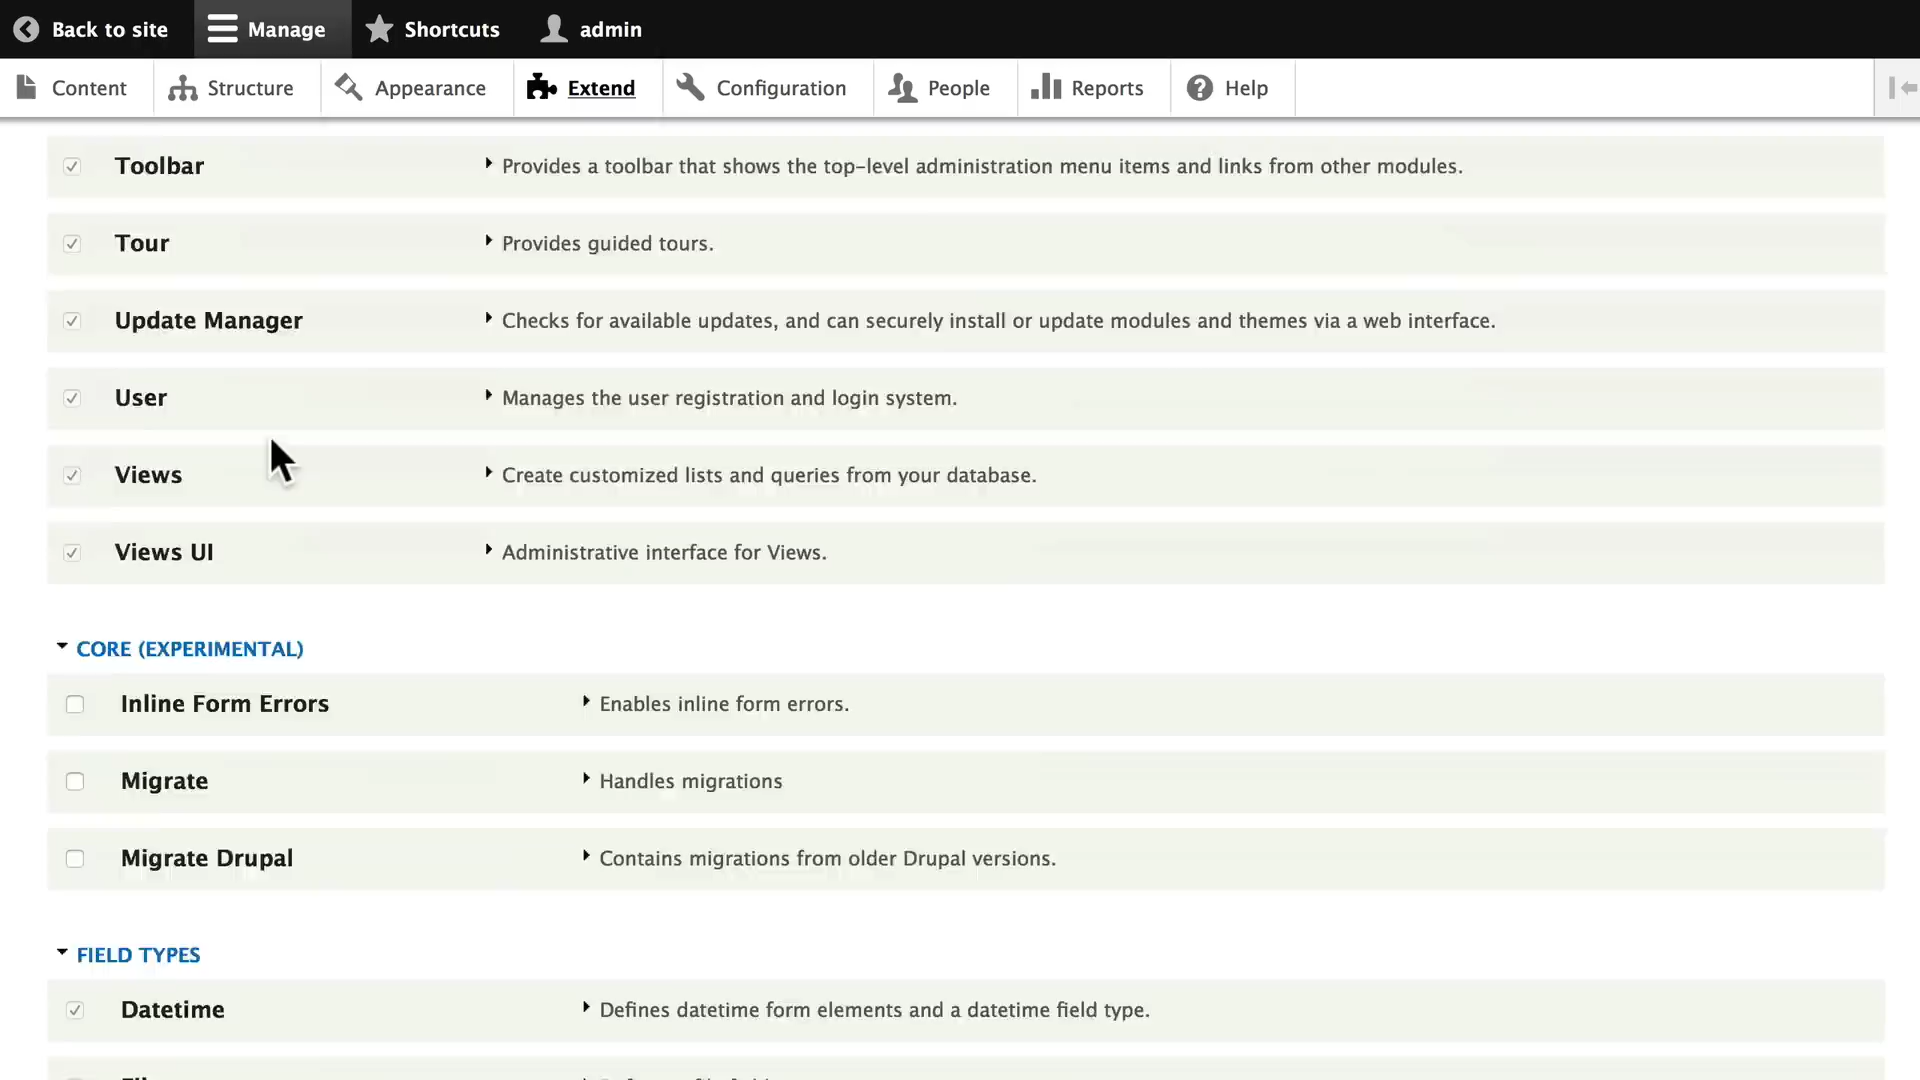 Back to site Manage Shortcuts admin
Content Structure Appearance Extend Configuration People Reports Help
Toolbar Provides a toolbar that shows the top-level administration menu items and links from other modules.
Tour Provides guided tours.
Update Manager Checks for available updates, and can securely install or update modules and themes via a web interface.
User Manages the user registration and login system.
Views Create customized lists and queries from your database.
Views UI Administrative interface for Views.
CORE (EXPERIMENTAL)
Inline Form Errors Enables inline form errors.
Migrate Handles migrations
Migrate Drupal Contains migrations from older Drupal versions.
FIELD TYPES
Datetime Defines datetime form elements and a datetime field type.